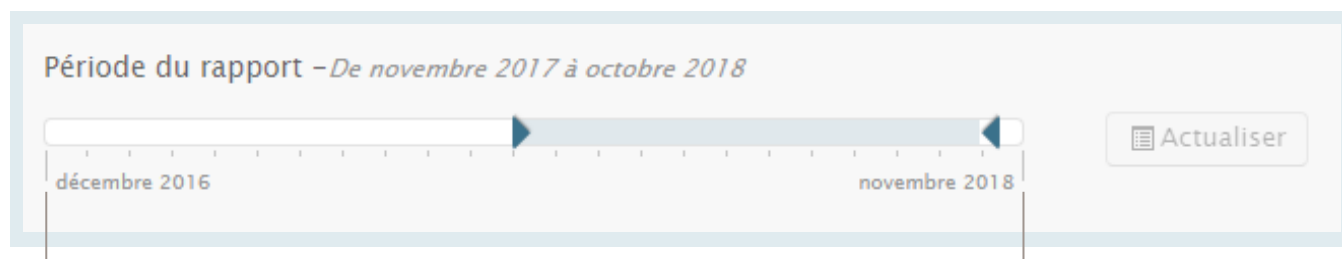 Période du rapport –De novembre 2017 à octobre 2018
Actualiser
décembre 2016
novembre 2018